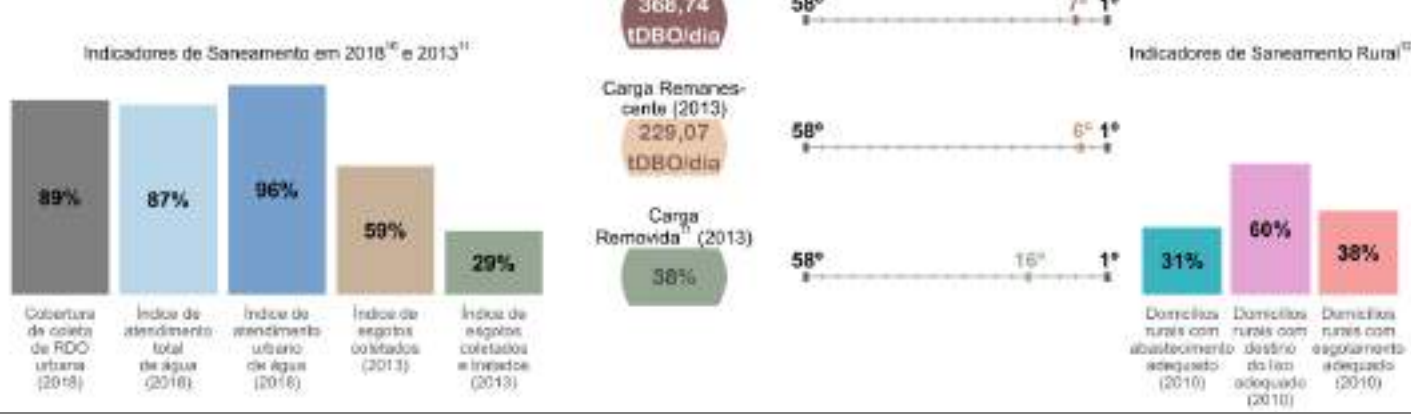 Indicadores de Saneamento em 2018¹⁰ e 2013¹¹
89%
87%
96%
59%
29%
Cobertura
de coleta
de RDO
urbana
(2018)
Índice de
atendimento
total
de água
(2018)
Índice de
atendimento
urbano
de água
(2018)
Índice de
esgotos
coletados
(2013)
Índice de
esgotos
coletados
e tratados
(2013)
368,74
tDBO/dia
58º 7º 1º
Carga Remanes-
cente (2013)
229,07
tDBO/dia
58º 6º 1º
Carga
Removida¹¹ (2013)
38%
58º 16º 1º
Indicadores de Saneamento Rural
31%
60%
38%
Domicílios
rurais com
abastecimento
adequado
(2010)
Domicílios
rurais com
destino
do lixo
adequado
(2010)
Domicílios
rurais com
esgotamento
adequado
(2010)